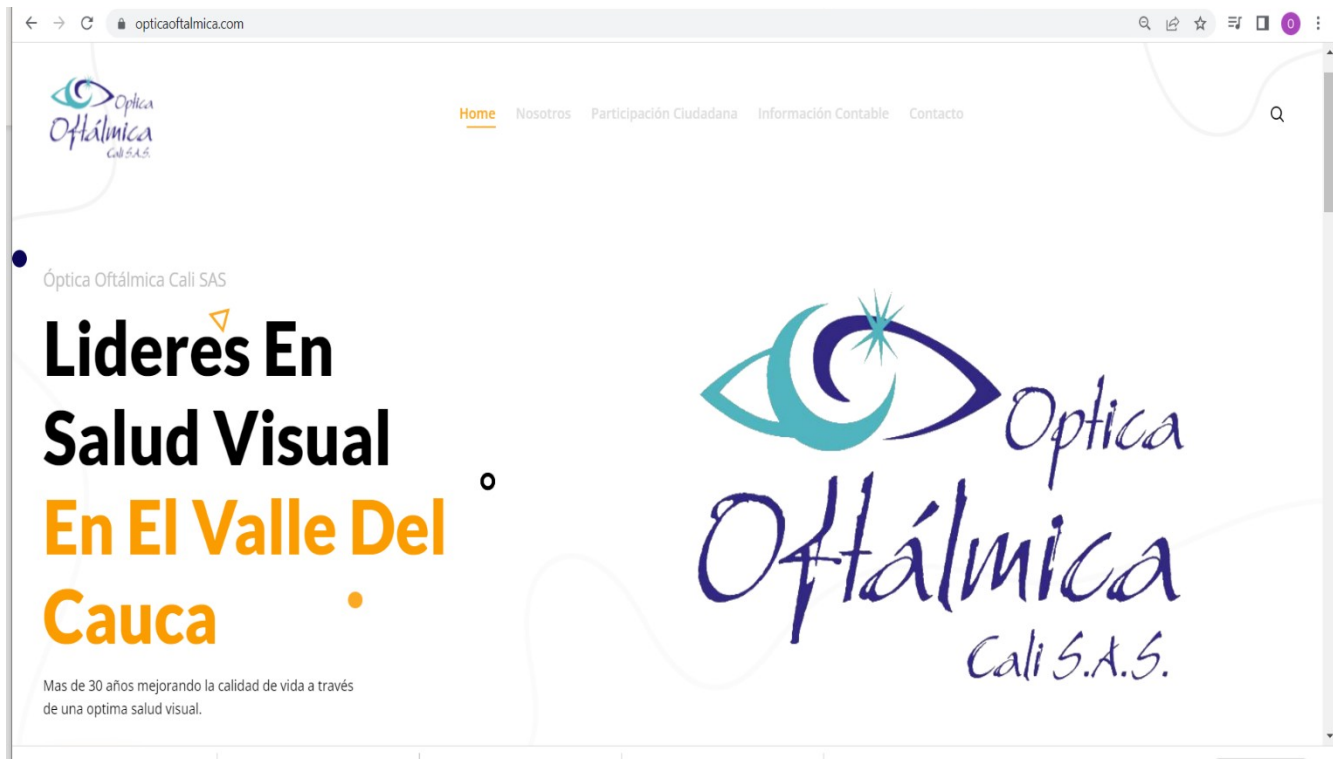 opticaoftalmica.com
O
Optica
Oftálmica
Cali S.A.S.
Home Nosotros Participación Ciudadana Información Contable Contacto
Óptica Oftálmica Cali SAS
Lideres En
Salud Visual
En El Valle Del
Cauca
Mas de 30 años mejorando la calidad de vida a través
de una optima salud visual.
Optica
Oftálmica
Cali S.A.S.